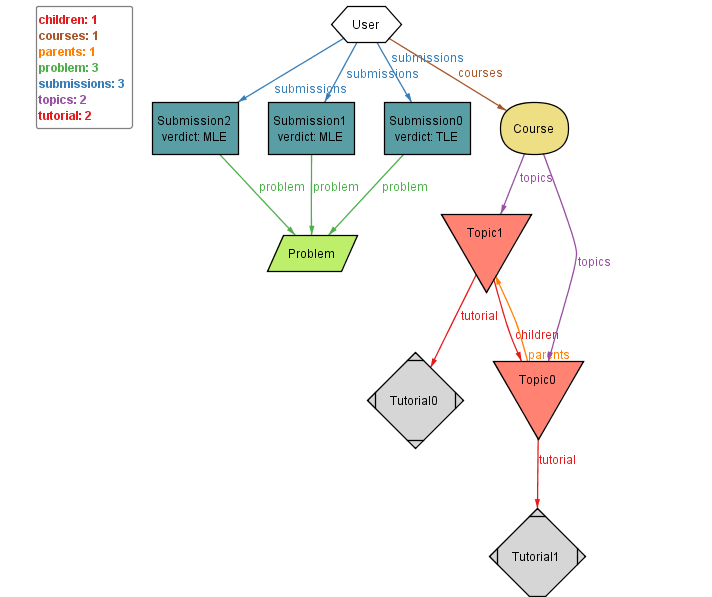 children: 1
courses: 1
parents: 1
problem: 3
submissions: 3
topics: 2
tutorial: 2
User
submissions
submissions
submissions
courses
Submission2
verdict: MLE
Submission1
verdict: MLE
Submission0
verdict: TLE
Course
problem
problem
problem
topics
Topic1
Problem
topics
tutorial
children
parents
Topic0
Tutorial0
tutorial
Tutorial1